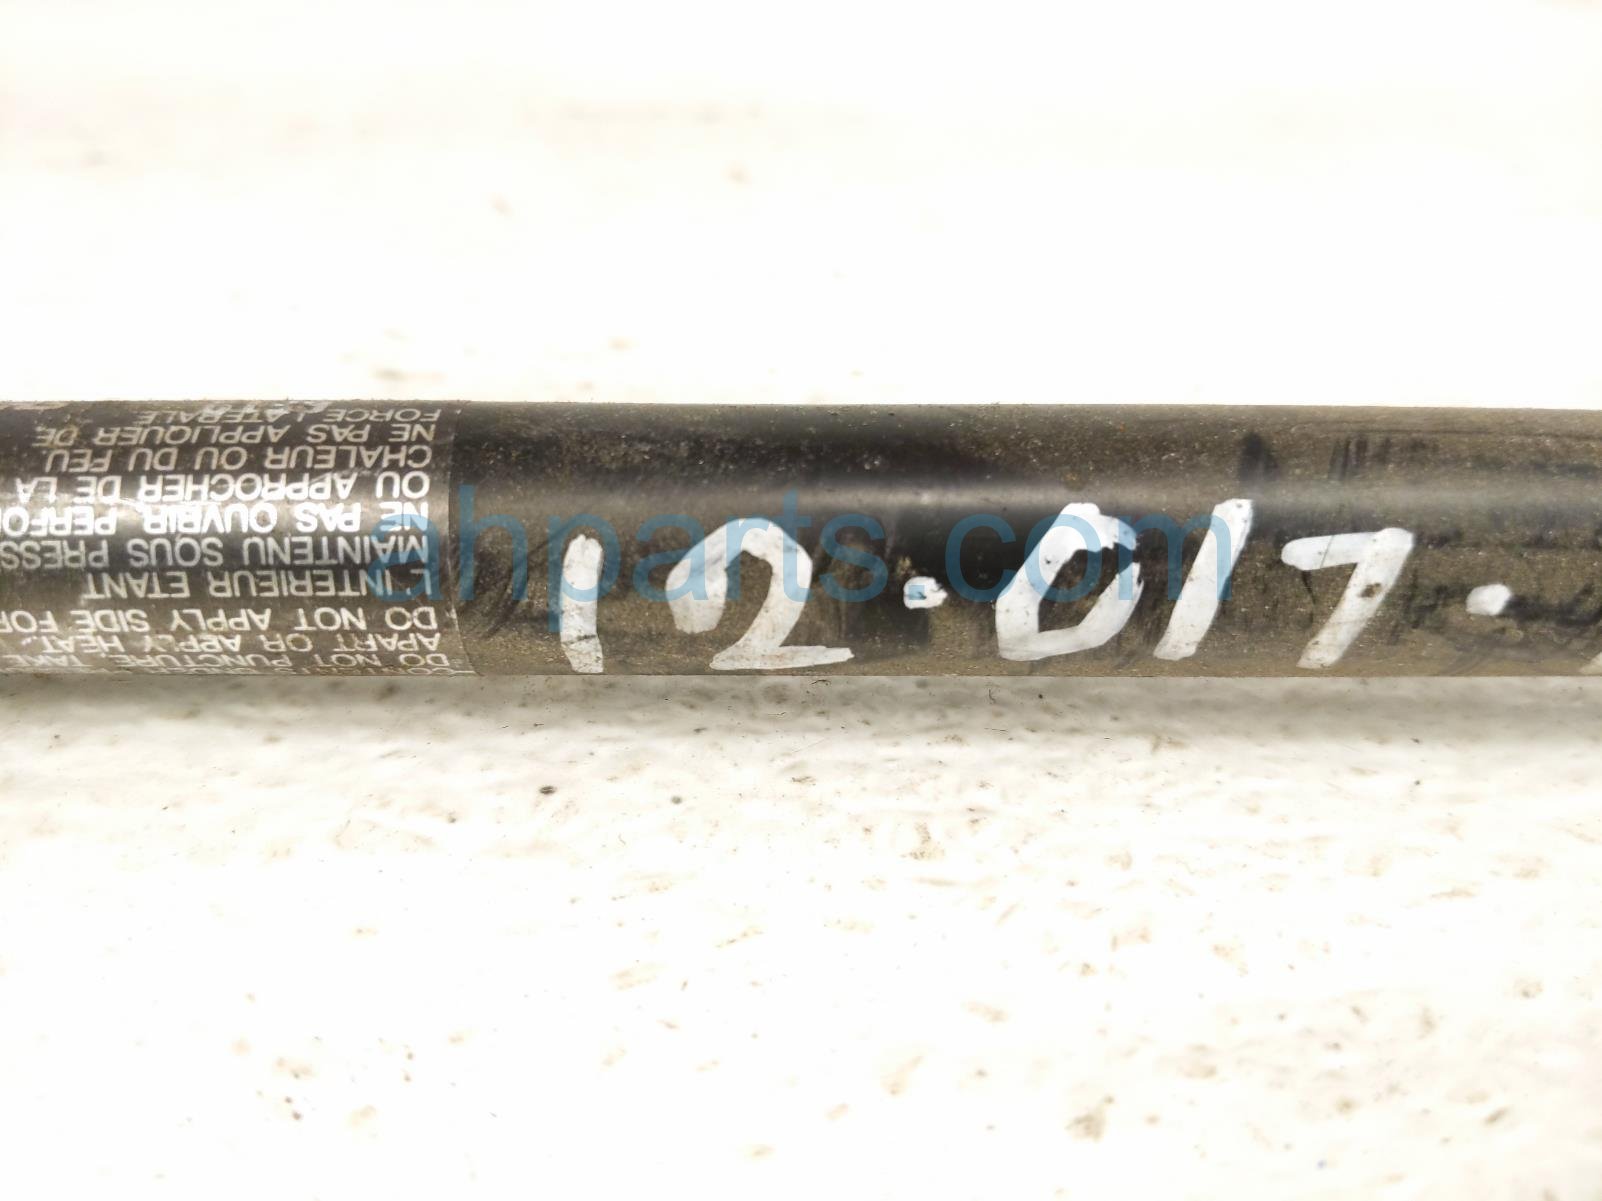 DO NOT PUNCTURE, TAKE
APART OR APPLY HEAT.
DO NOT APPLY SIDE FOR
L'INTERIEUR ETANT
MAINTENU SOUS PRESS
NE PAS OUVRIR, PERFO
OU APPROCHER DE LA
CHALEUR OU DU FEU
NE PAS APPLIQUER DE
FORCE LATERALE
12.017.
ahparts.com